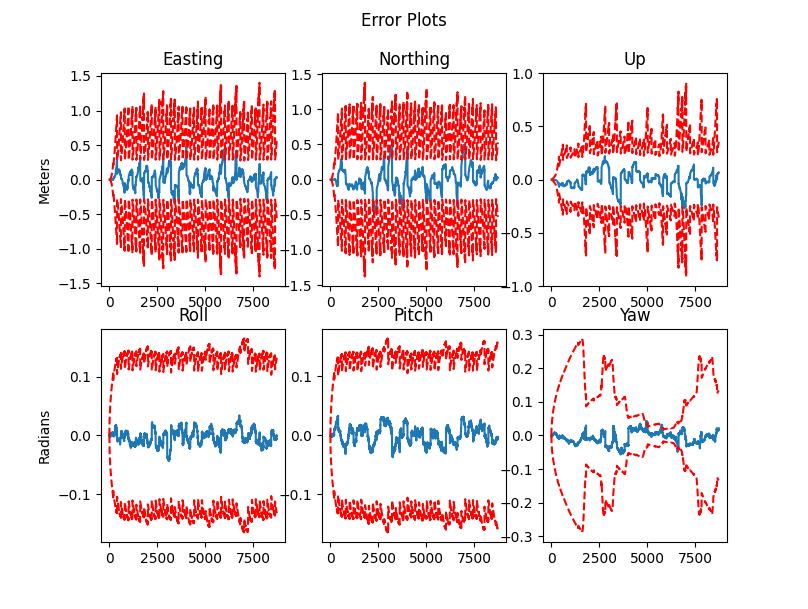 Error Plots
Easting Northing Up
Meters
1.5 1.0 0.5 0.0 −0.5 −1.0 −1.5
1.5 1.0 0.5 0.0 −0.5 −1.0 −1.5
1.0 0.5 0.0 −0.5 −1.0
0 2500 5000 7500 0 2500 5000 7500 0 2500 5000 7500
Roll Pitch Yaw
Radians
0.1 0.0 −0.1
0.1 0.0 −0.1
0.3 0.2 0.1 0.0 −0.1 −0.2 −0.3
0 2500 5000 7500 0 2500 5000 7500 0 2500 5000 7500